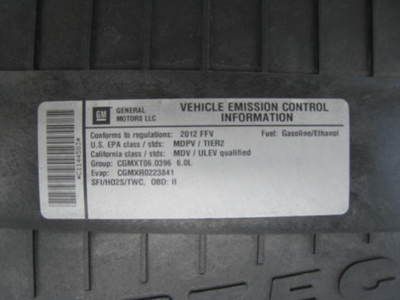 GM
GENERAL MOTORS LLC
VEHICLE EMISSION CONTROL INFORMATION
Conforms to regulations: 2012 FFV Fuel: Gasoline/Ethanol
U.S. EPA class / stds: MDPV / TIER2
California class / stds: MDV / ULEV qualified
Group: CGMXT06.0396 6.0L
Evap: CGMXR0223841
SFI/HO2S/TWC, OBD: II